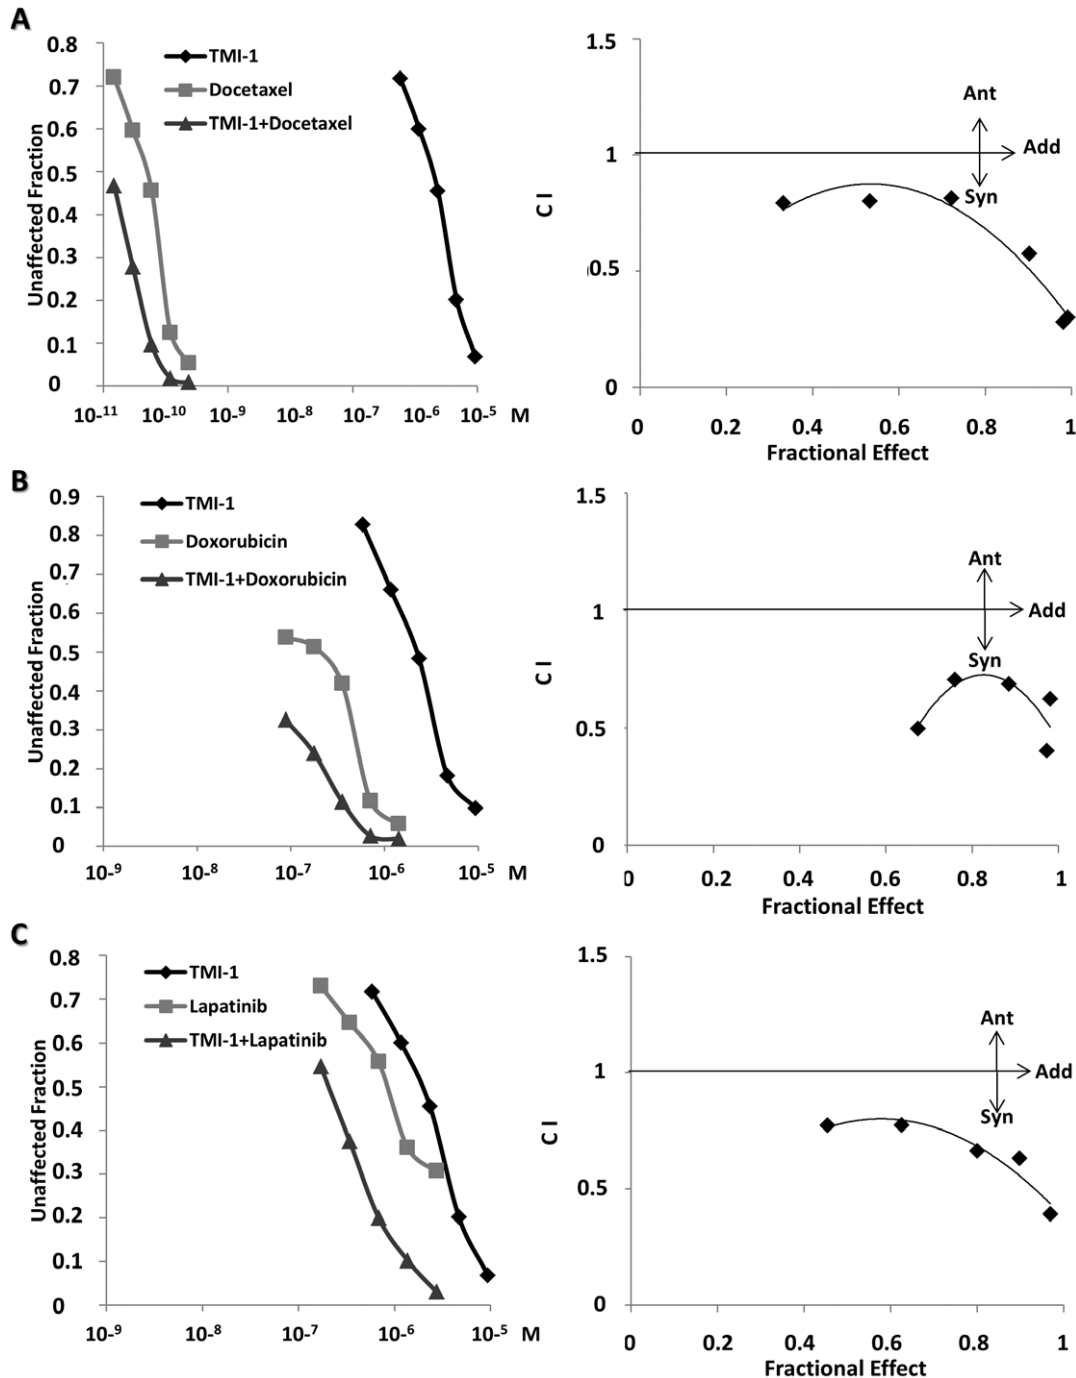 A
0.8
0.7
0.6
0.5
0.4
0.3
0.2
0.1
0
Unaffected Fraction
TMI-1
Docetaxel
TMI-1+Docetaxel
10-11 10-10 10-9 10-8 10-7 10-6 10-5 M
1.5
1
0.5
0
C I
Ant
Add
Syn
0 0.2 0.4 0.6 0.8 1
Fractional Effect
B
0.9
0.8
0.7
0.6
0.5
0.4
0.3
0.2
0.1
0
Unaffected Fraction
TMI-1
Doxorubicin
TMI-1+Doxorubicin
10-9 10-8 10-7 10-6 10-5 M
1.5
1
0.5
0
C I
Ant
Add
Syn
0 0.2 0.4 0.6 0.8 1
Fractional Effect
C
0.8
0.7
0.6
0.5
0.4
0.3
0.2
0.1
0
Unaffected Fraction
TMI-1
Lapatinib
TMI-1+Lapatinib
10-9 10-8 10-7 10-6 10-5 M
1.5
1
0.5
0
C I
Ant
Add
Syn
0 0.2 0.4 0.6 0.8 1
Fractional Effect